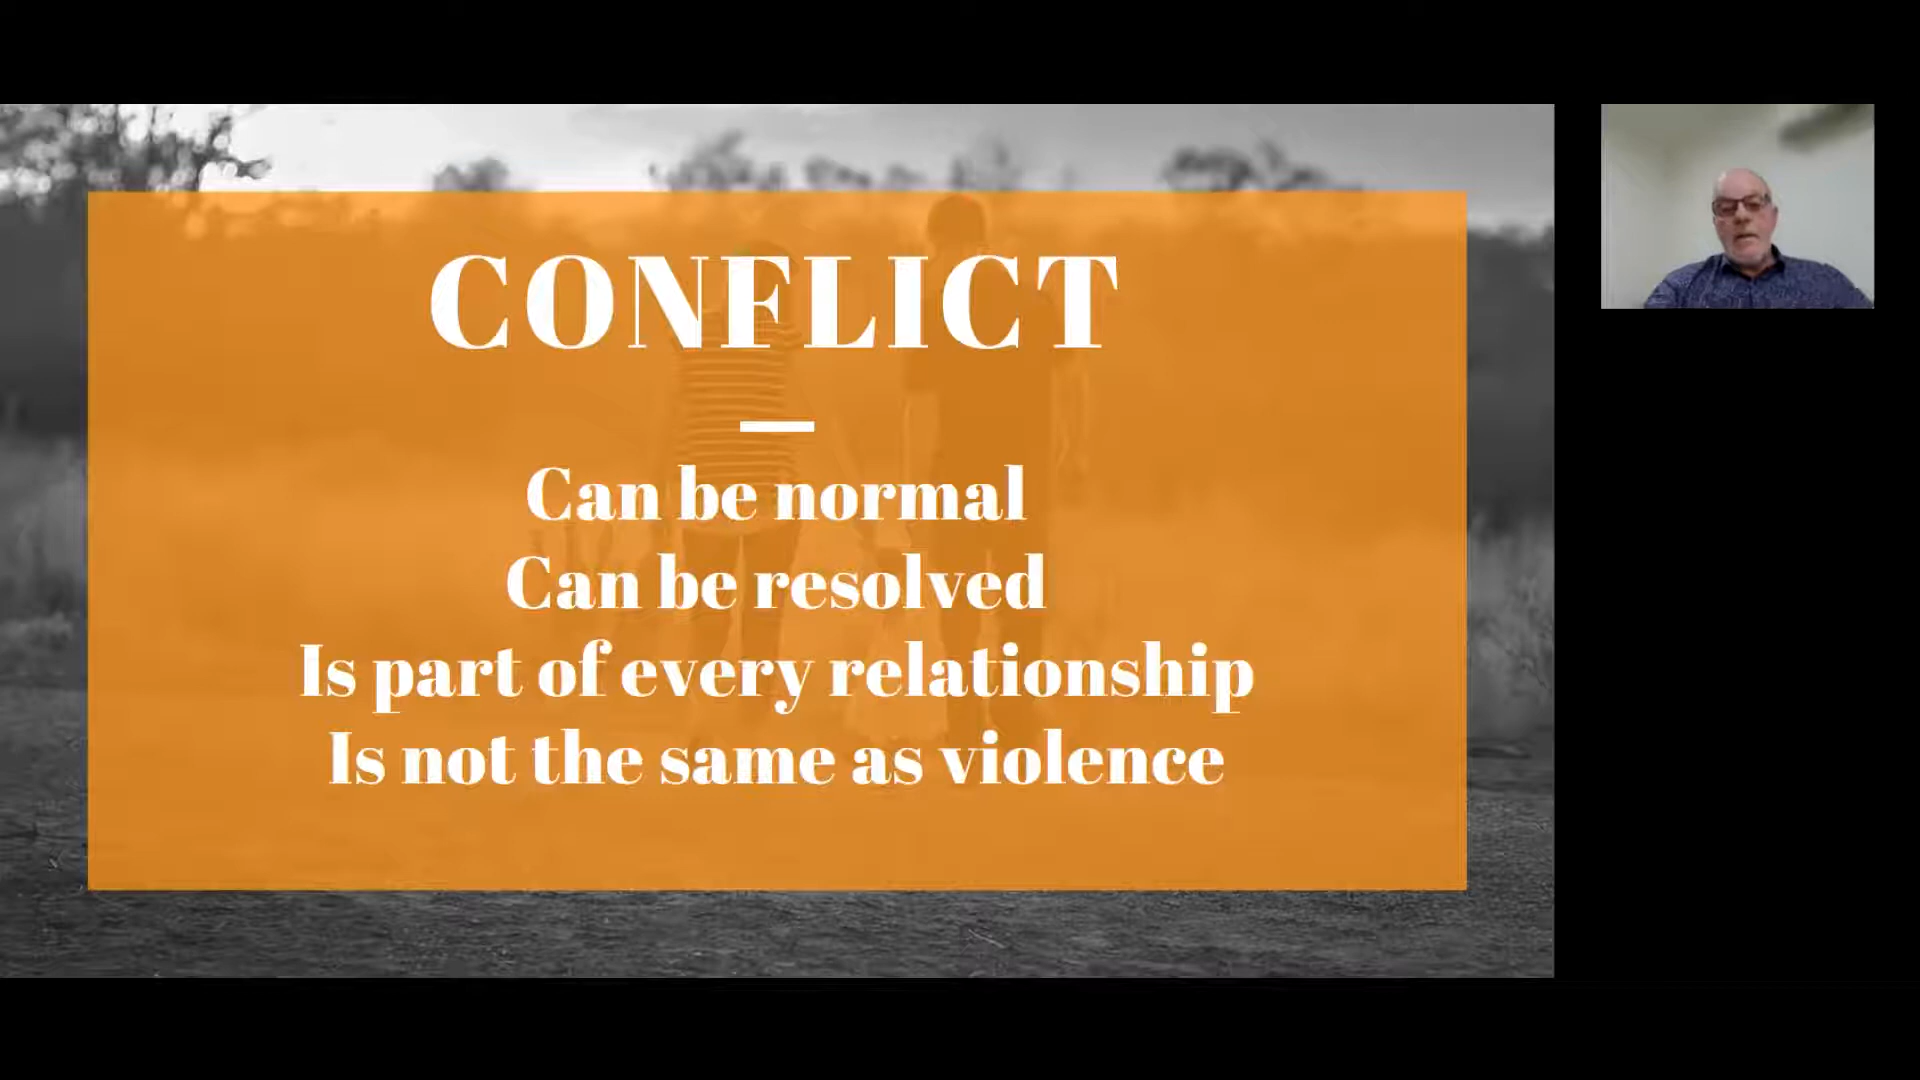 CONFLICT
Can be normal
Can be resolved
Is part of every relationship
Is not the same as violence